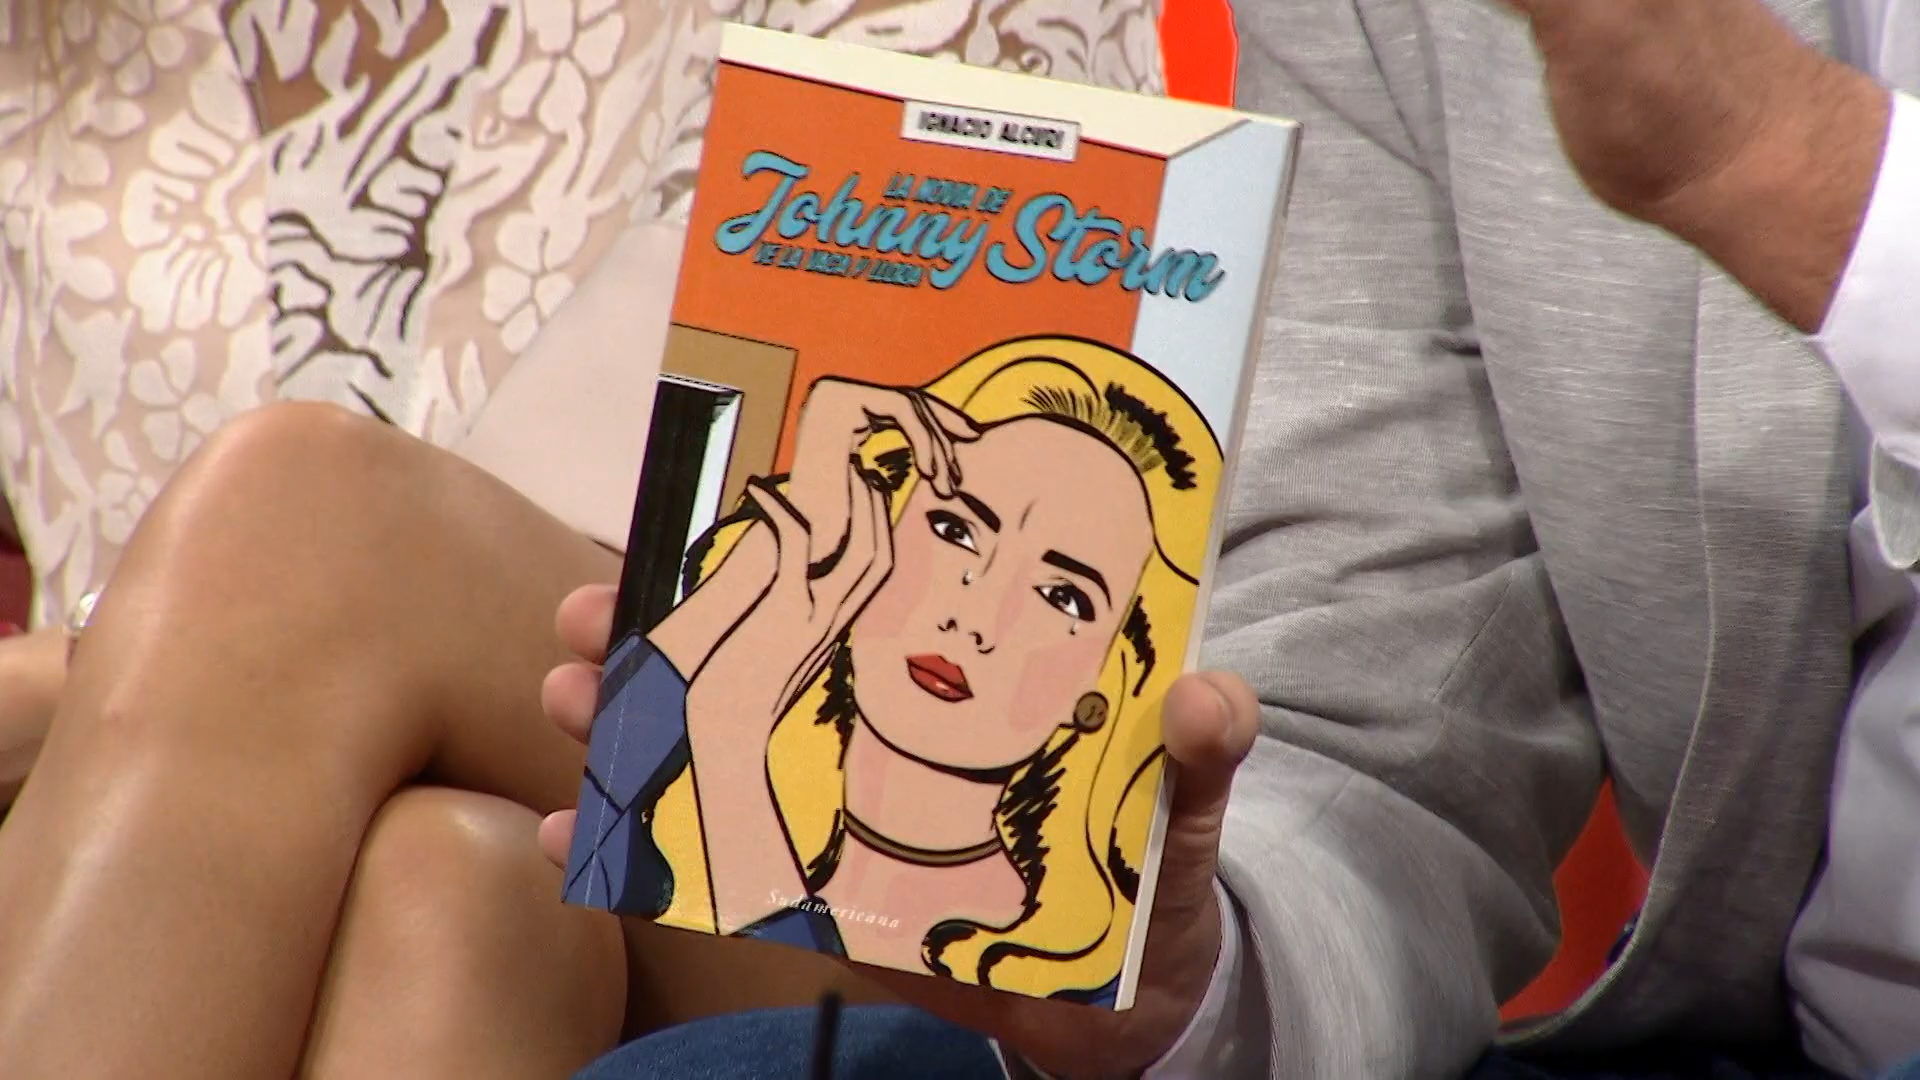 IGNACIO ALCURI
LA NOVIA DE
Johnny Storm
DE LA VACA Y LLORA
Sudamericana